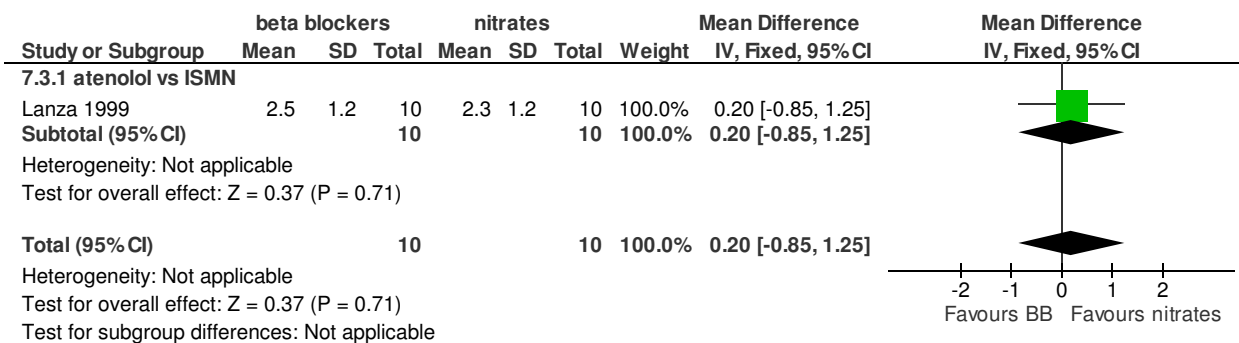 beta blockers nitrates Mean Difference Mean Difference
Study or Subgroup Mean SD Total Mean SD Total Weight IV, Fixed, 95% CI IV, Fixed, 95% CI
7.3.1 atenolol vs ISMN
Lanza 1999 2.5 1.2 10 2.3 1.2 10 100.0% 0.20 [-0.85, 1.25]
Subtotal (95% CI) 10 10 100.0% 0.20 [-0.85, 1.25]
Heterogeneity: Not applicable
Test for overall effect: Z = 0.37 (P = 0.71)
Total (95% CI) 10 10 100.0% 0.20 [-0.85, 1.25]
Heterogeneity: Not applicable
Test for overall effect: Z = 0.37 (P = 0.71)
Test for subgroup differences: Not applicable
-2 -1 0 1 2
Favours BB Favours nitrates